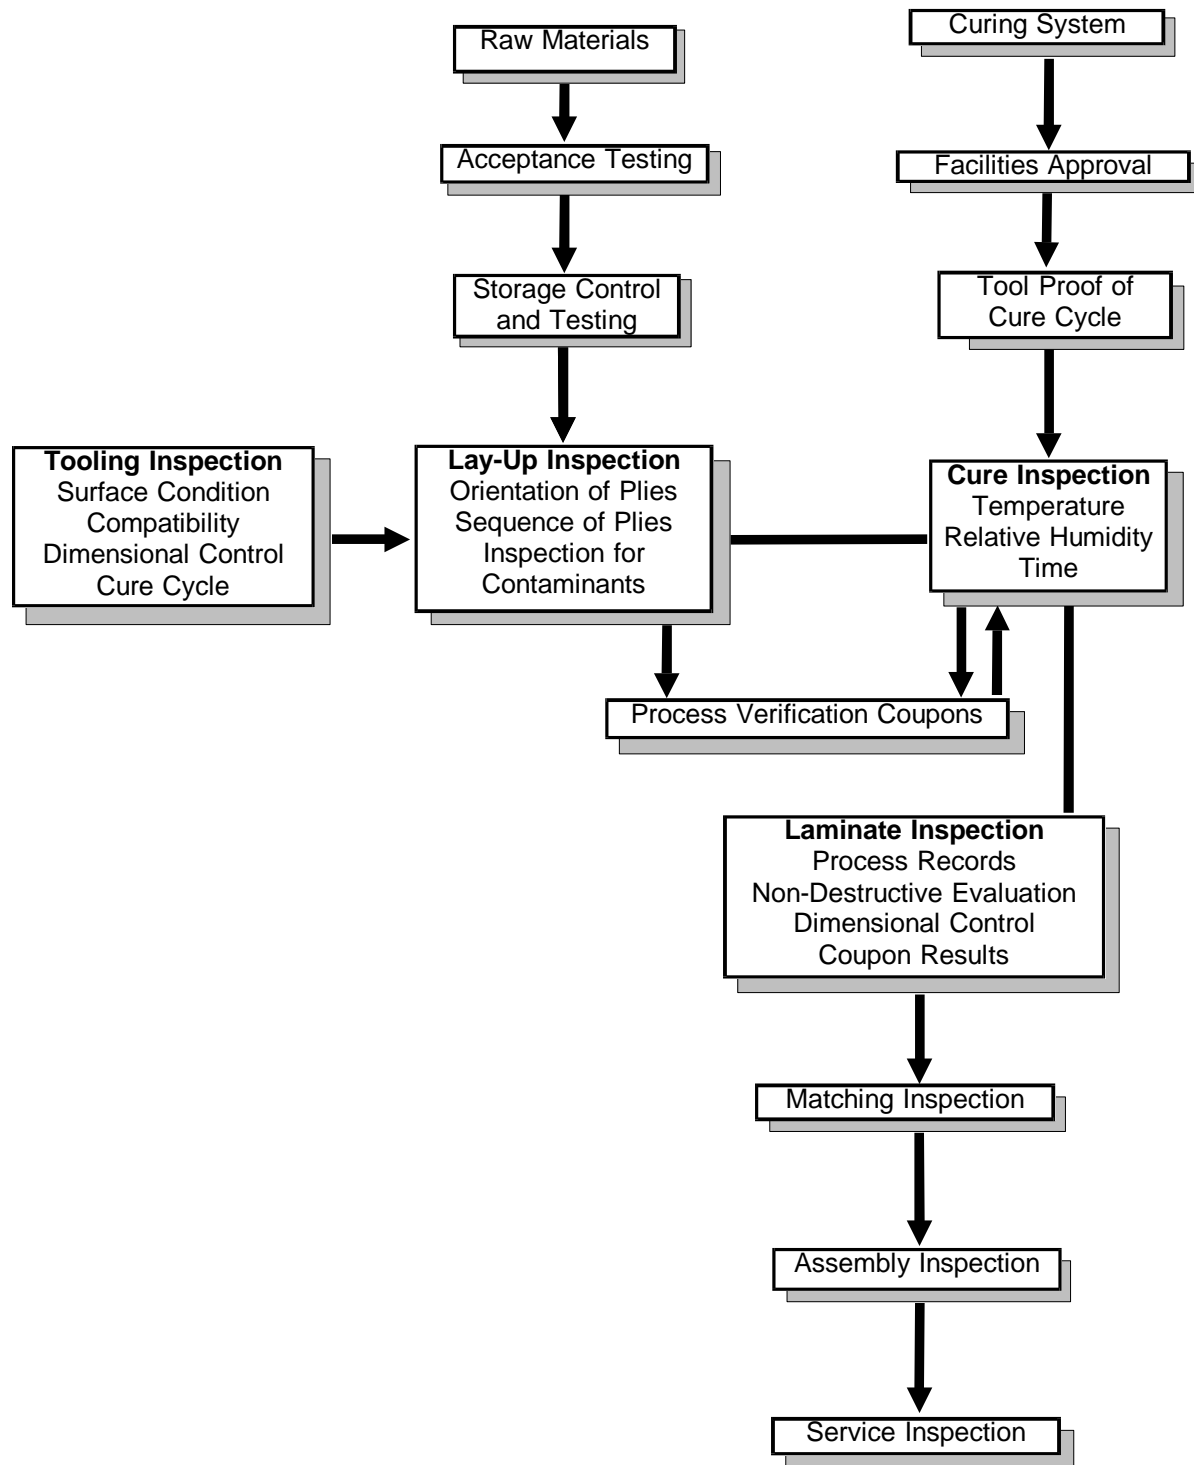 Raw Materials
Curing System
Acceptance Testing
Facilities Approval
Storage Control
and Testing
Tool Proof of
Cure Cycle
Tooling Inspection
Surface Condition
Compatibility
Dimensional Control
Cure Cycle
Lay-Up Inspection
Orientation of Plies
Sequence of Plies
Inspection for
Contaminants
Cure Inspection
Temperature
Relative Humidity
Time
Process Verification Coupons
Laminate Inspection
Process Records
Non-Destructive Evaluation
Dimensional Control
Coupon Results
Matching Inspection
Assembly Inspection
Service Inspection